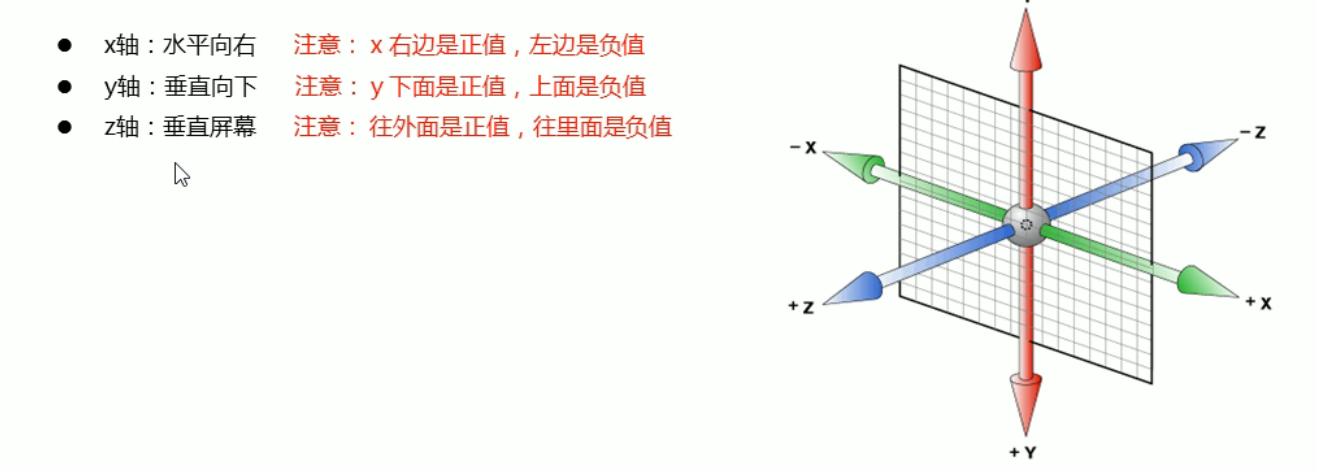 x轴：水平向右 注意： x 右边是正值，左边是负值
y轴：垂直向下 注意： y 下面是正值，上面是负值
z轴：垂直屏幕 注意： 往外面是正值，往里面是负值
– X
– Z
+ Z
+ X
+ Y